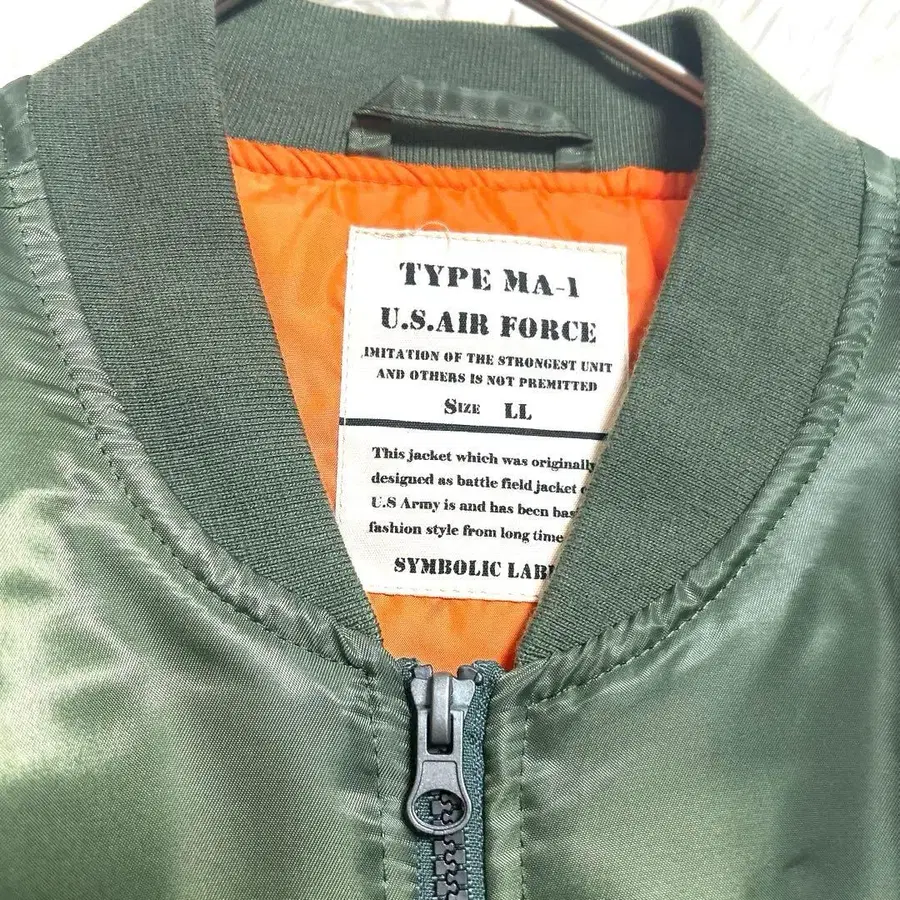 TYPE MA-1
U.S.AIR FORCE
IMITATION OF THE STRONGEST UNIT
AND OTHERS IS NOT PREMITTED
SIZE LL
This jacket which was originally
designed as battle field jacket
U.S Army is and has been
fashion style from long time
SYMBOLIC